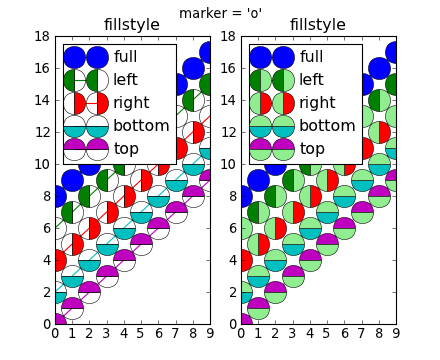 marker = 'o'
fillstyle
fillstyle
18
16
14
12
10
8
6
4
2
0
full
left
right
bottom
top
0 1 2 3 4 5 6 7 8 9
18
16
14
12
10
8
6
4
2
0
full
left
right
bottom
top
0 1 2 3 4 5 6 7 8 9